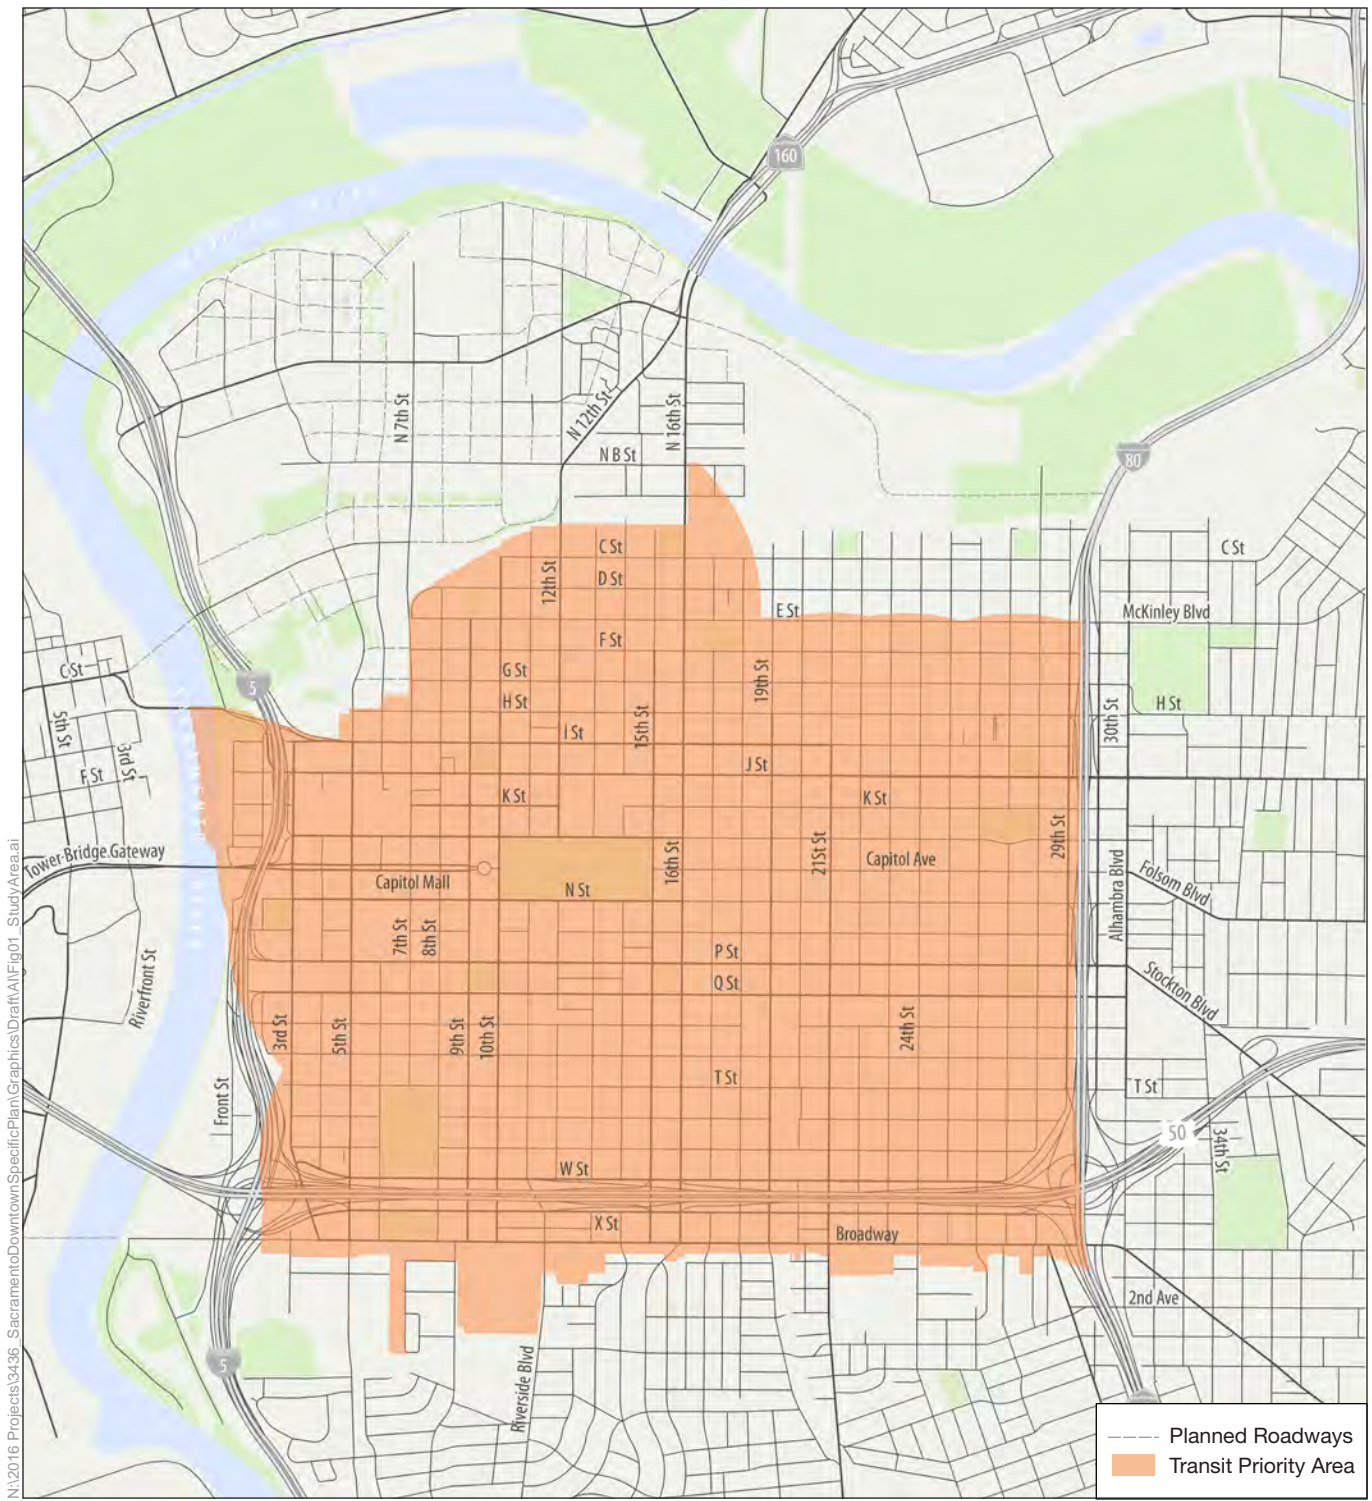 160
N 7th St
N 12th St
N 16th St
N B St
80
C St
C St
12th St
D St
E St
McKinley Blvd
F St
C St
G St
19th St
5
H St
H St
5th St
15th St
30th St
I St
3rd St
J St
F St
K St
K St
21St St
29th St
16th St
Tower Bridge Gateway
Capitol Ave
Capitol Mall
N St
Alhambra Blvd
Folsom Blvd
7th St
8th St
P St
Q St
Riverfront St
Stockton Blvd
3rd St
5th St
9th St
10th St
24th St
T St
T St
Front St
50
34th St
W St
X St
Broadway
2nd Ave
5
Riverside Blvd
Planned Roadways
Transit Priority Area
N:\2016 Projects\3436_SacramentoDowntownSpecificPlan\Graphics\Draft\AI\Fig01_StudyArea.ai